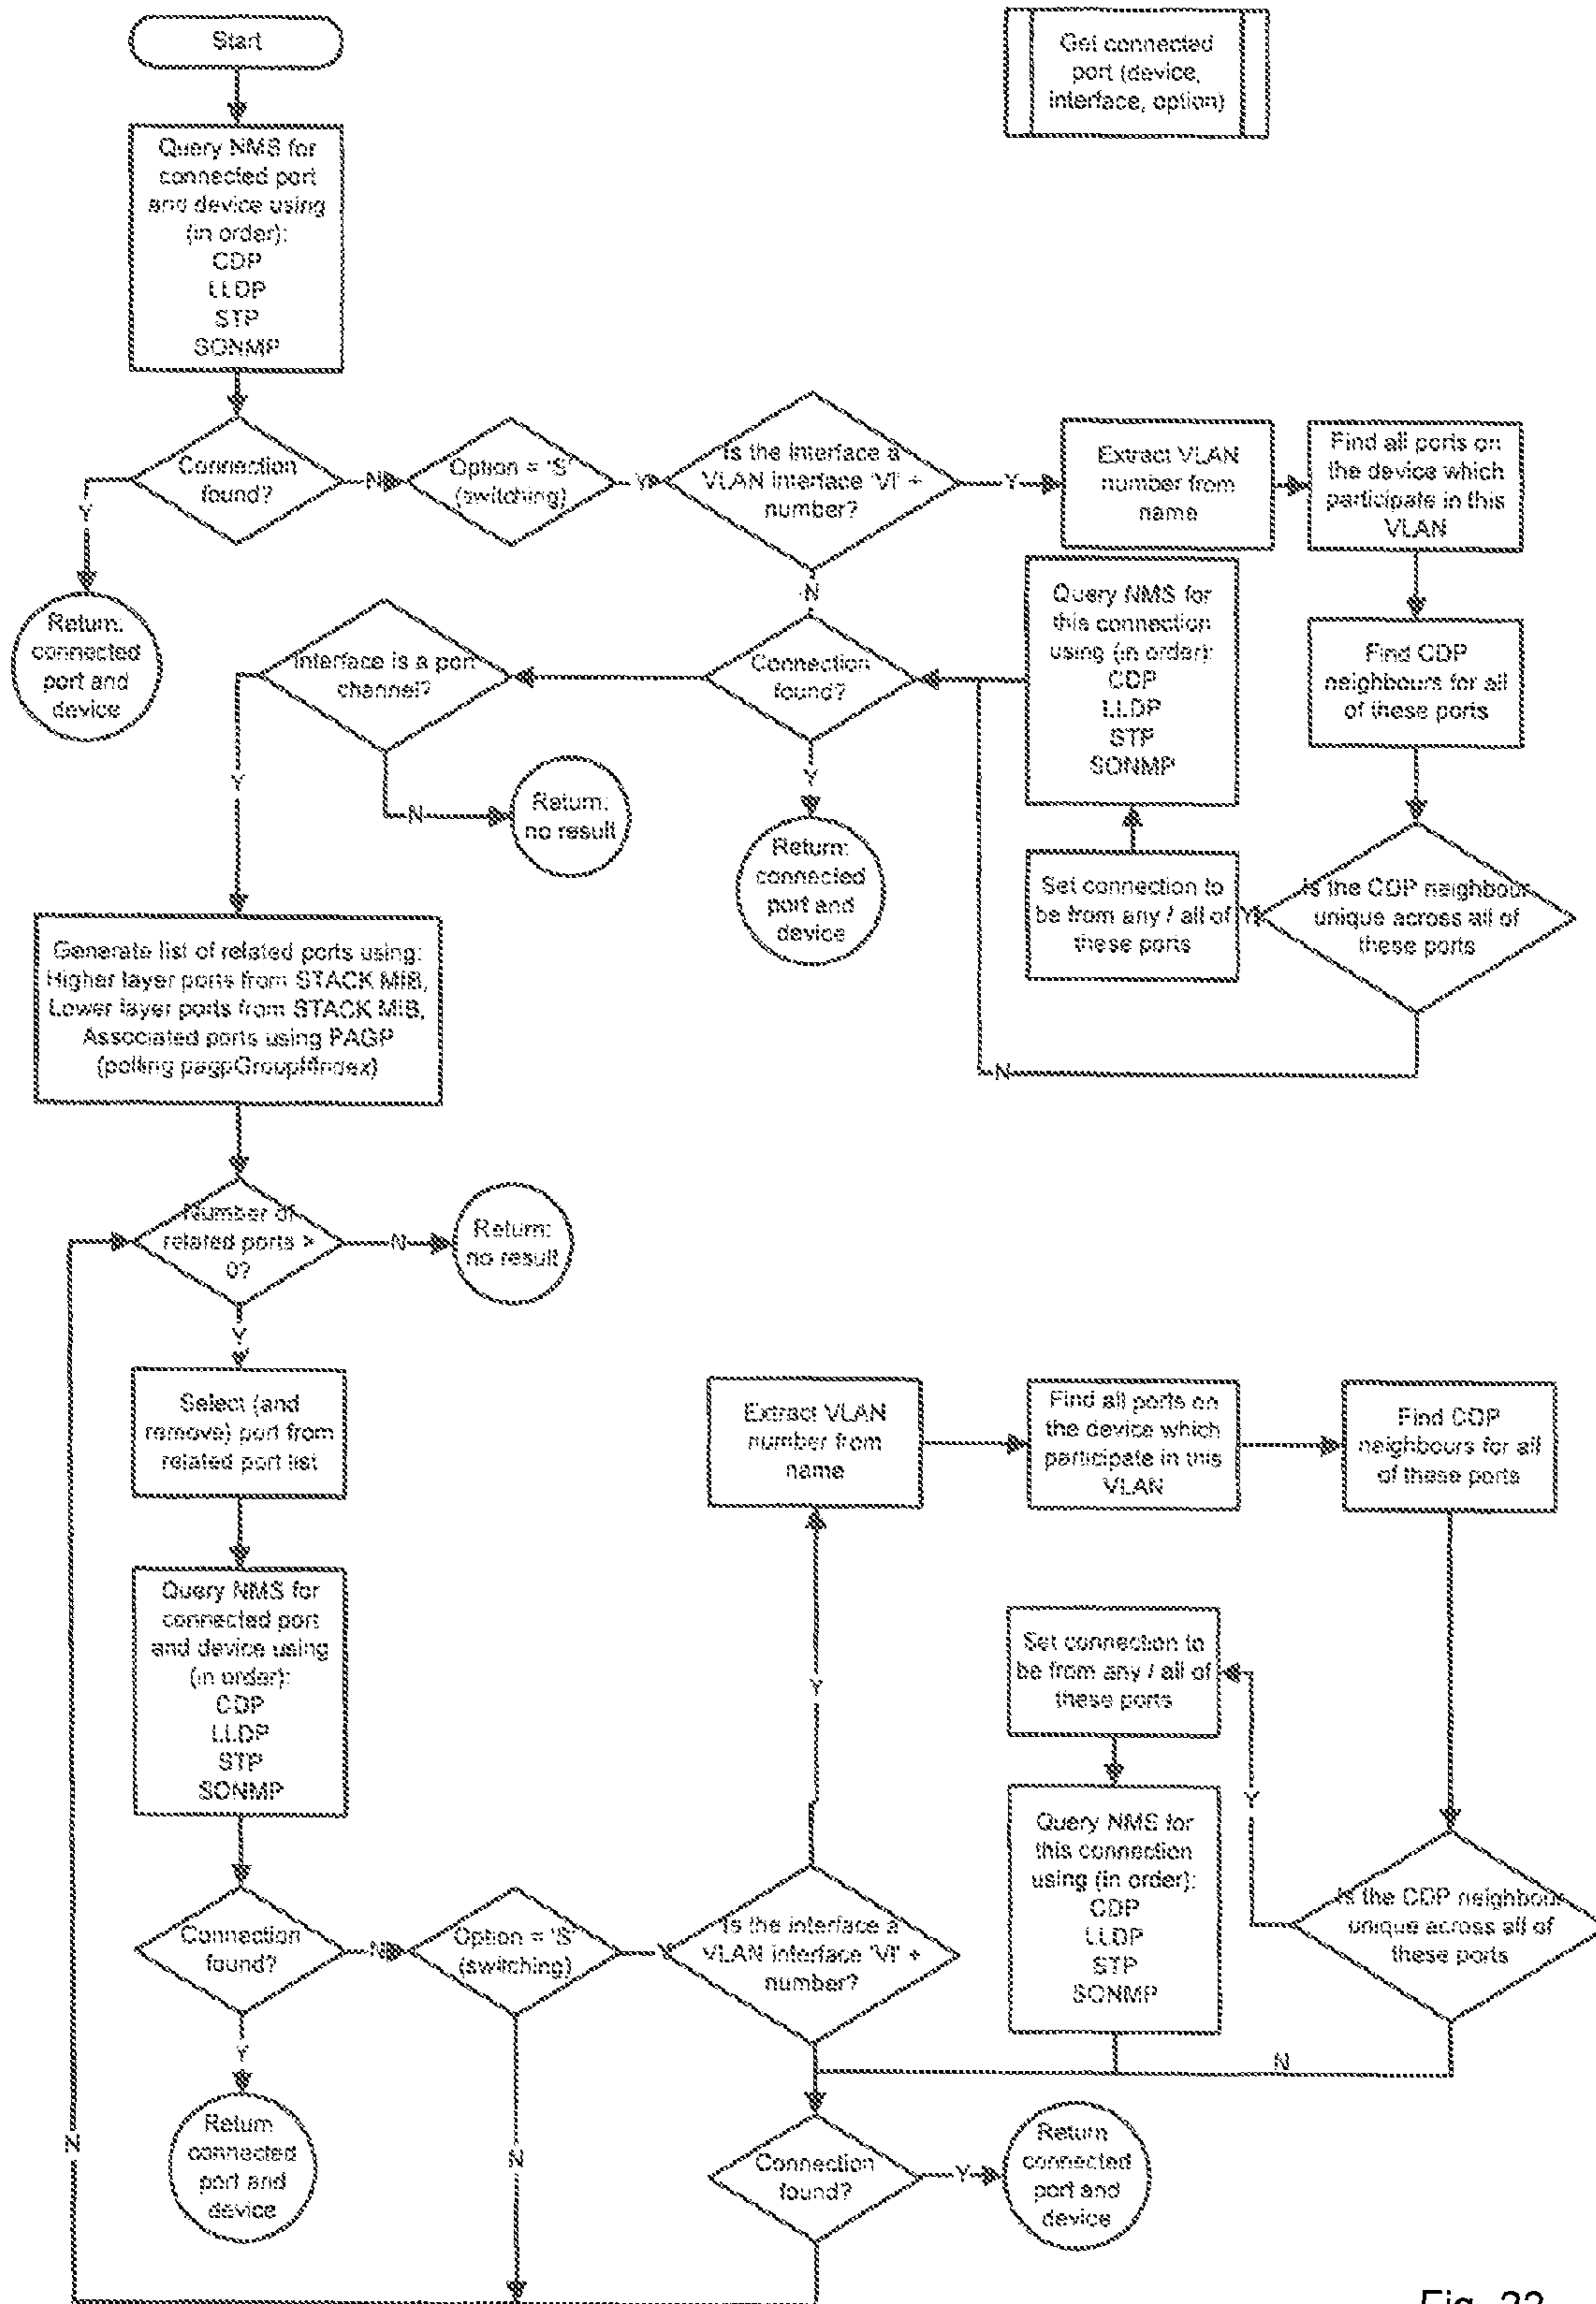 Start
Get connected
port (device,
interface, option)
Query NMS for
connected port
and device using
(in order):
CDP
LLDP
STP
SONMP
Connection
found?
N
Option = 'S'
(switching)
Y
Is the interface a
VLAN interface 'Vl' +
number?
Y
Extract VLAN
number from
name
Find all ports on
the device which
participate in this
VLAN
Y
Return:
connected
port and
device
N
Query NMS for
this connection
using (in order):
CDP
LLDP
STP
SONMP
Find CDP
neighbours for all
of these ports
Interface is a port
channel?
Connection
found?
Y
N
Return:
no result
Y
Return:
connected
port and
device
Set connection to
be from any / all of
these ports
Y
Is the CDP neighbour
unique across all of
these ports
N
Generate list of related ports using:
Higher layer ports from STACK MIB,
Lower layer ports from STACK MIB,
Associated ports using PAGP
(polling pagpGroupIfIndex)
Number of
related ports >
0?
N
Return:
no result
Y
Select (and
remove) port from
related port list
Extract VLAN
number from
name
Find all ports on
the device which
participate in this
VLAN
Find CDP
neighbours for all
of these ports
Query NMS for
connected port
and device using
(in order):
CDP
LLDP
STP
SONMP
Y
Set connection to
be from any / all of
these ports
Y
Query NMS for
this connection
using (in order):
CDP
LLDP
STP
SONMP
Is the CDP neighbour
unique across all of
these ports
Connection
found?
N
Option = 'S'
(switching)
Y
Is the interface a
VLAN interface 'Vl' +
number?
Y
N
Return
connected
port and
device
N
N
Connection
found?
Y
Return
connected
port and
device
Fig. 22